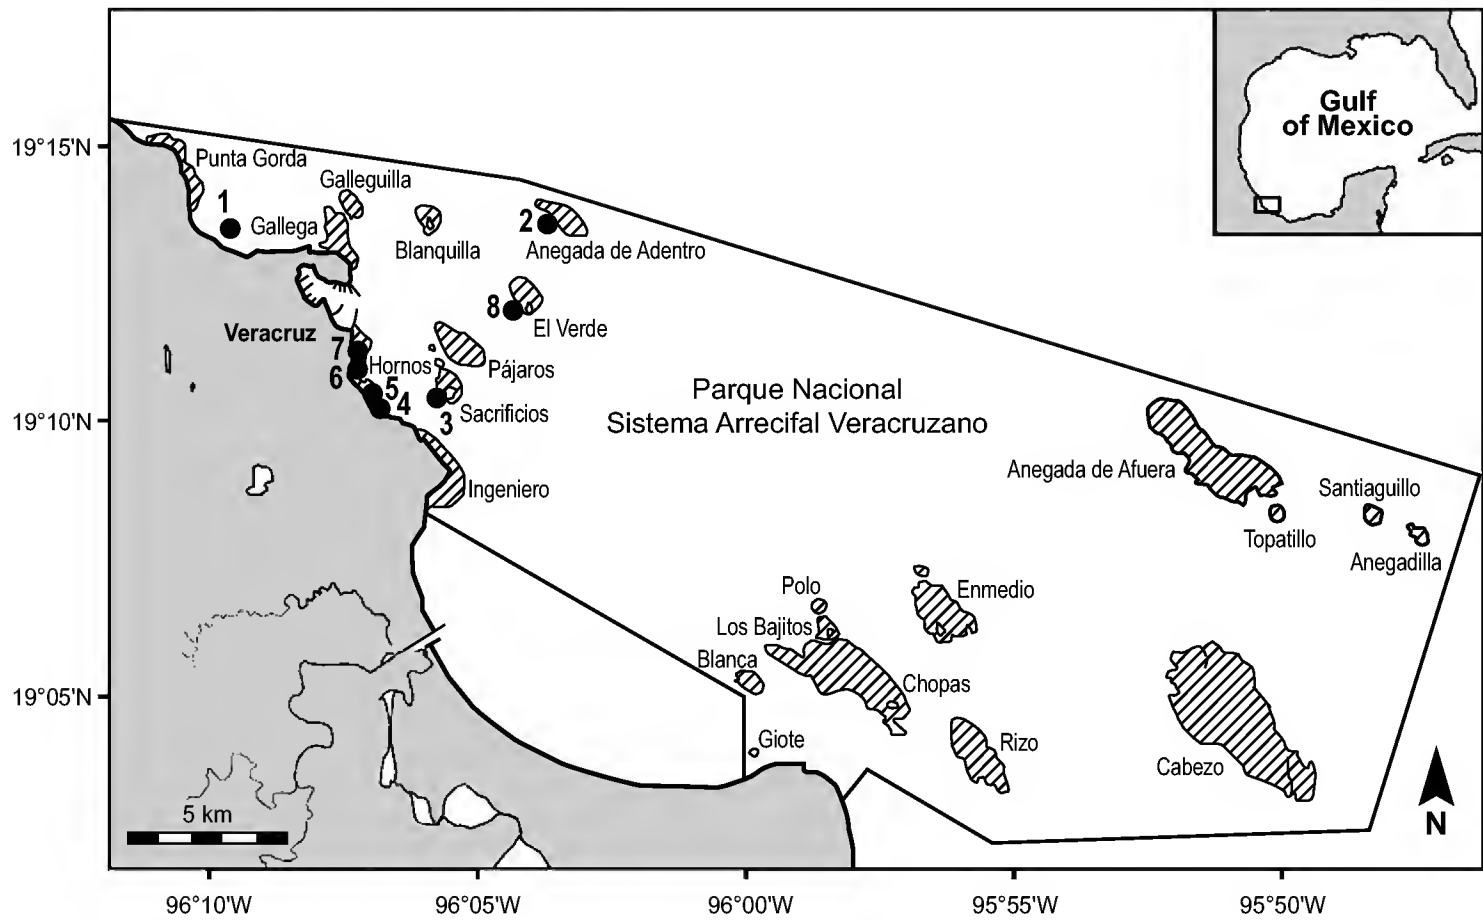 Gulf
of Mexico
19°15'N
Punta Gorda
Galleguilla
1
Gallega
2
Blanquilla
Anegada de Adentro
8
El Verde
Veracruz
7
Hornos
Pájaros
6
5
4
3
Sacrificios
19°10'N
Parque Nacional
Sistema Arrecifal Veracruzano
Anegada de Afuera
Ingeniero
Santiaguillo
Topatillo
Anegadilla
Polo
Enmedio
Los Bajitos
Blanca
Chopas
19°05'N
Giote
Rizo
Cabezo
5 km
N
96°10'W
96°05'W
96°00'W
95°55'W
95°50'W